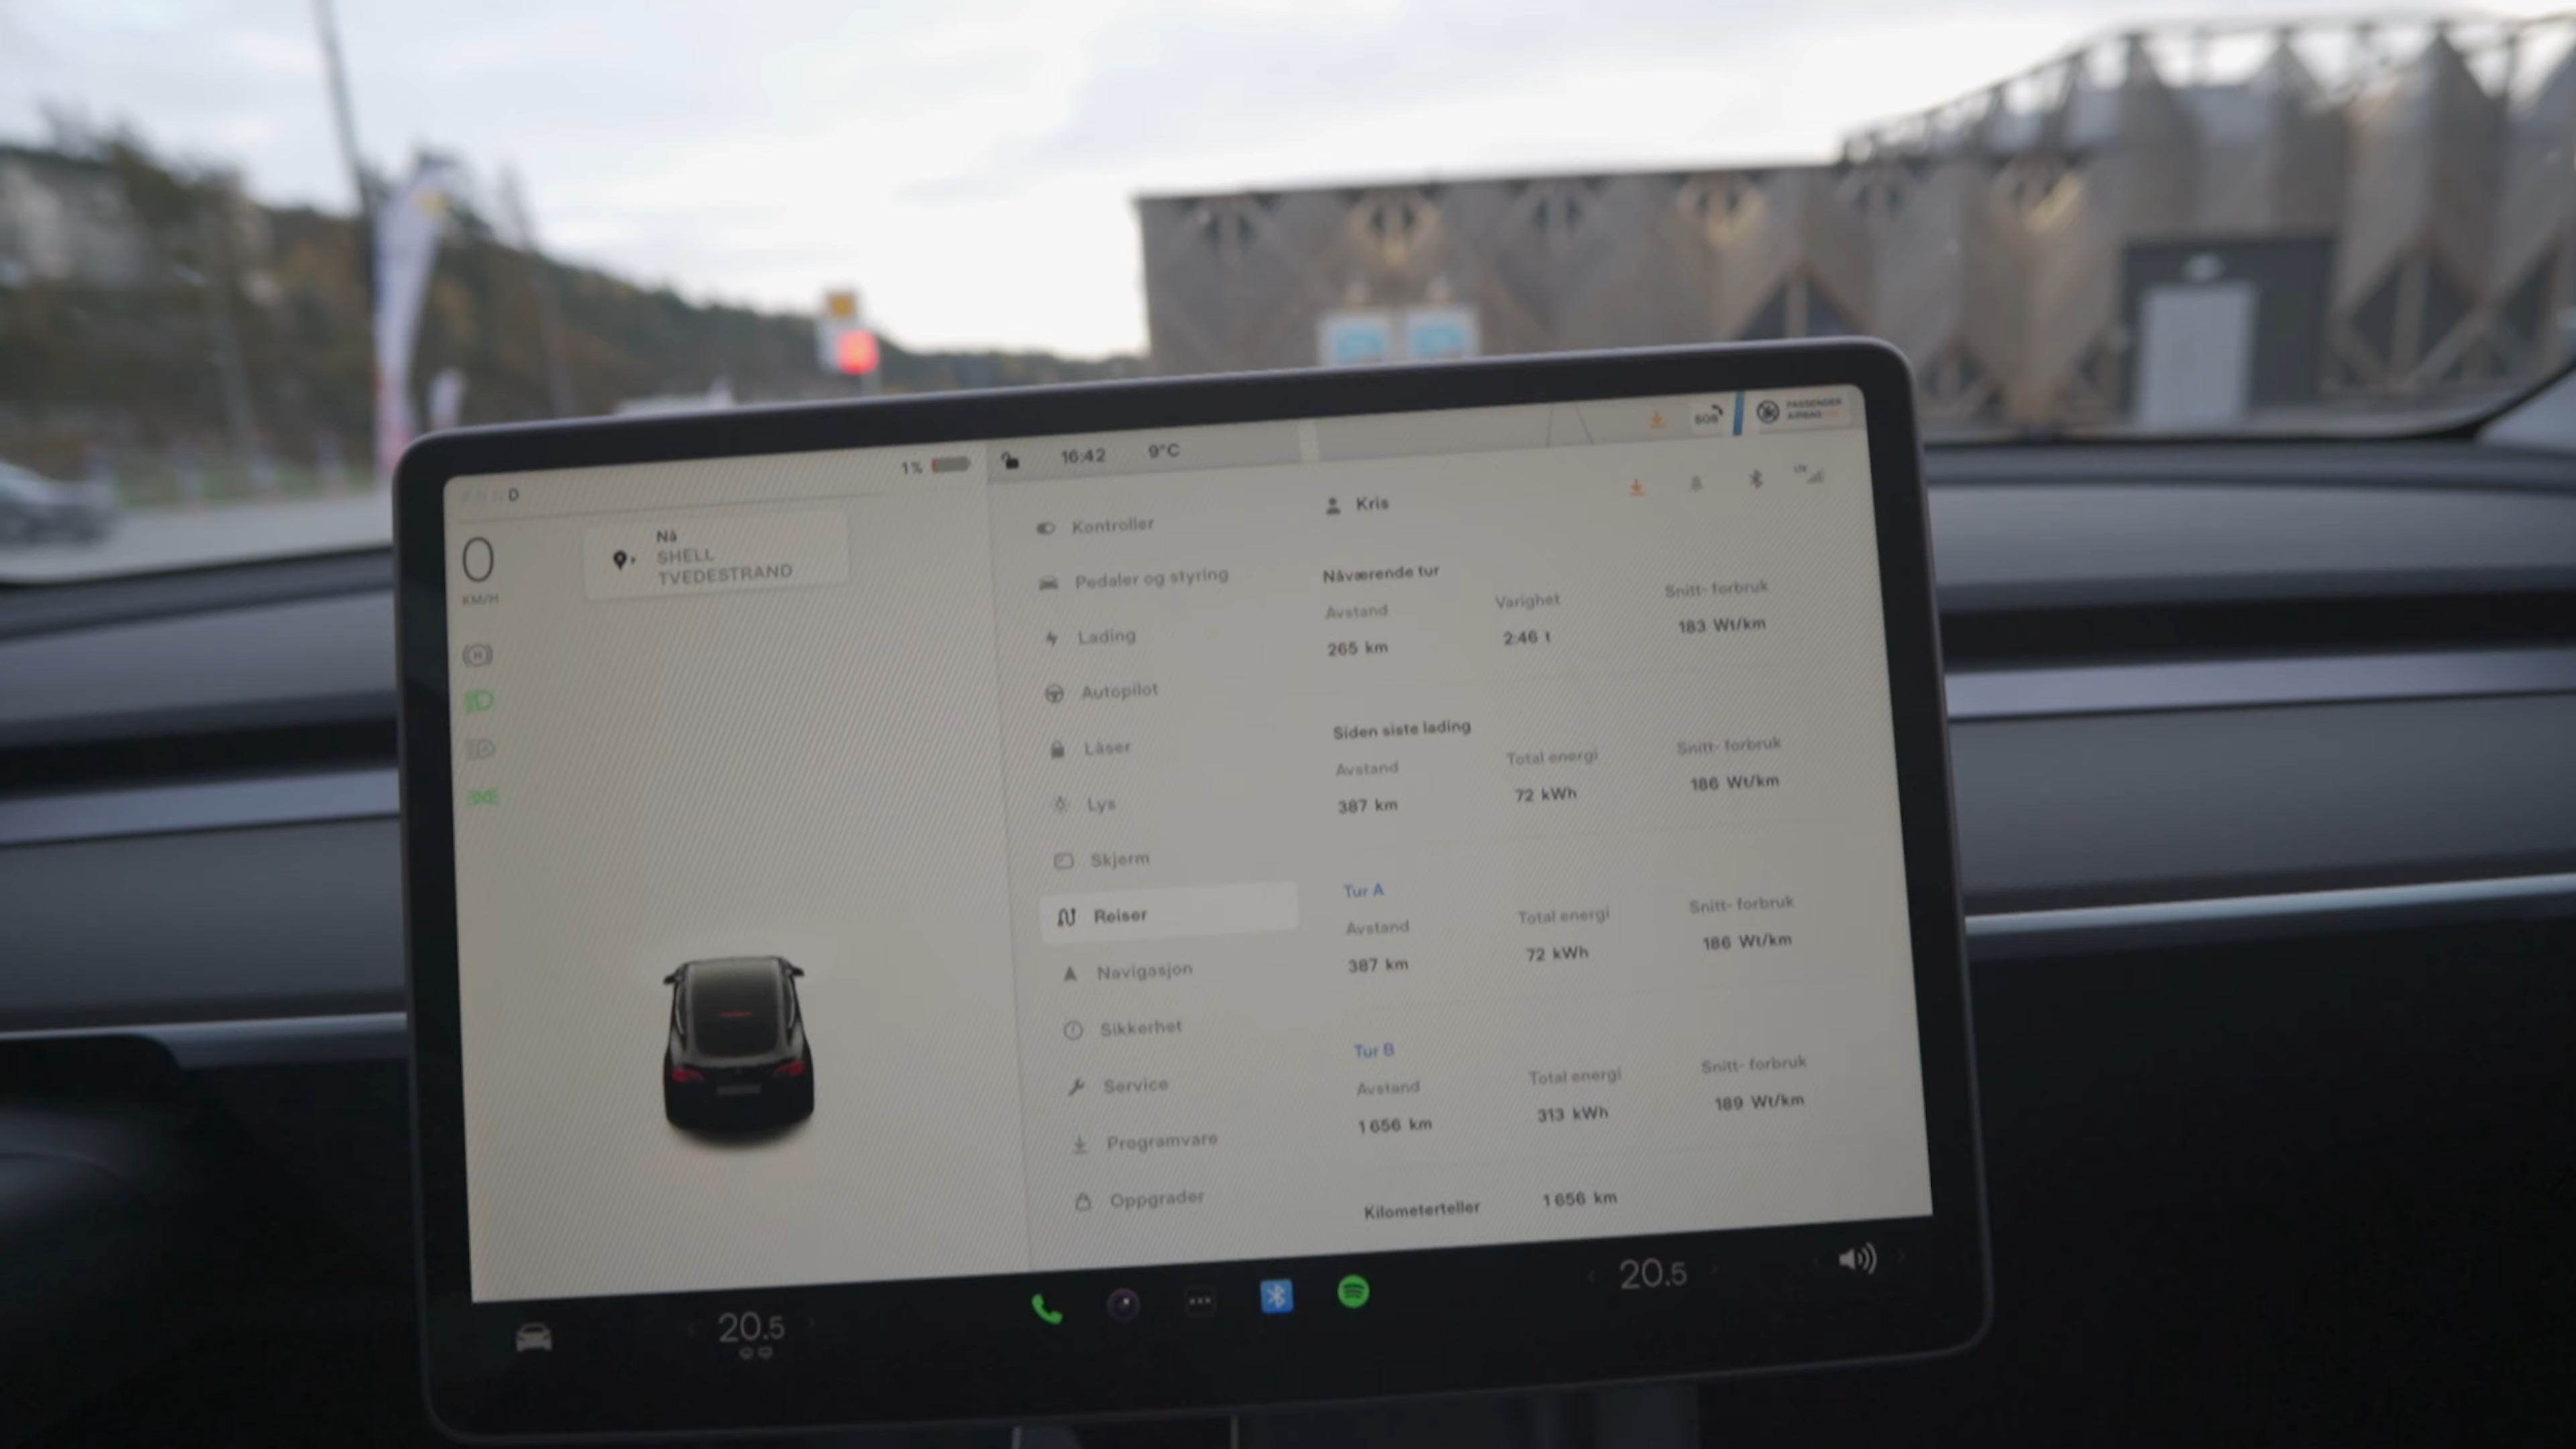 D
1 %
16:42
9°C
SOS
PASSENGER
AIRBAG
0
KM/H
Nå
SHELL
TVEDESTRAND
Kontroller
Pedaler og styring
Lading
Autopilot
Låser
Lys
Skjerm
Reiser
Navigasjon
Sikkerhet
Service
Programvare
Oppgrader
Kris
LTE
Nåværende tur
Avstand
Varighet
Snitt- forbruk
265 km
2:46 t
183 Wt/km
Siden siste lading
Avstand
Total energi
Snitt- forbruk
387 km
72 kWh
186 Wt/km
Tur A
Avstand
Total energi
Snitt- forbruk
387 km
72 kWh
186 Wt/km
Tur B
Avstand
Total energi
Snitt- forbruk
1 656 km
313 kWh
189 Wt/km
Kilometerteller
1 656 km
20.5
20.5